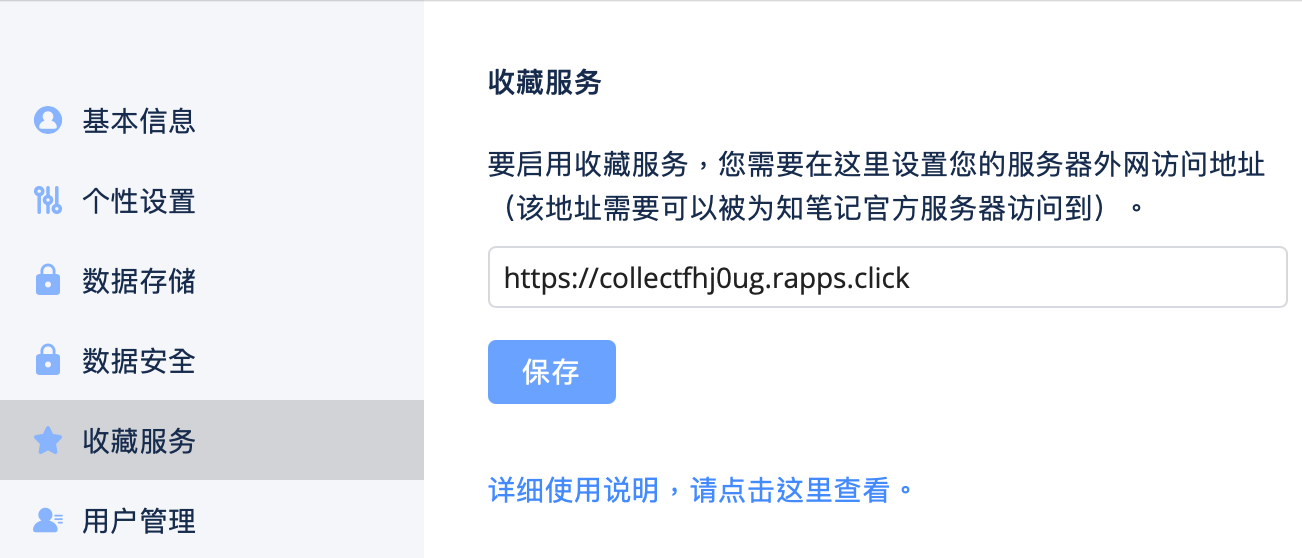 基本信息
个性设置
数据存储
数据安全
收藏服务
用户管理
收藏服务
要启用收藏服务，您需要在这里设置您的服务器外网访问地址
（该地址需要可以被为知笔记官方服务器访问到）。
https://collectfhj0ug.rapps.click
保存
详细使用说明，请点击这里查看。